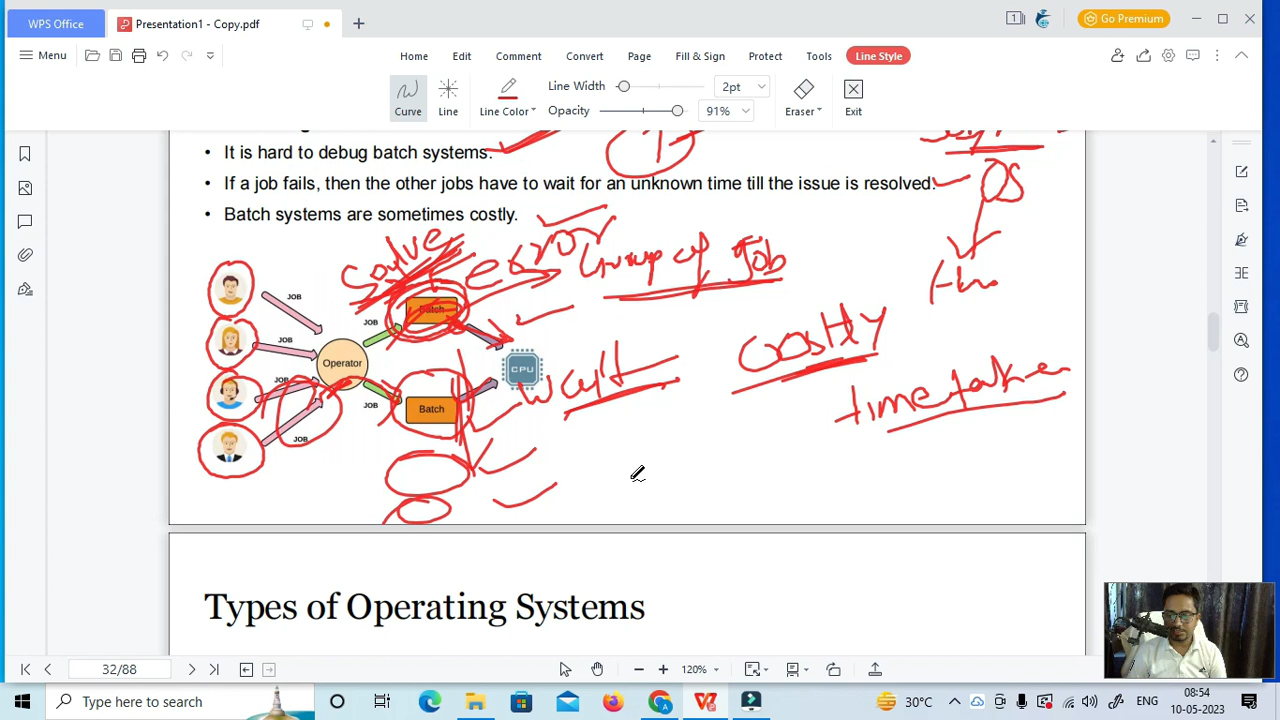 WPS Office
Presentation1 - Copy.pdf
1
Go Premium
Menu
Home
Edit
Comment
Convert
Page
Fill & Sign
Protect
Tools
Line Style
Curve
Line
Line Color
Line Width
2pt
Opacity
91%
Eraser
Exit
• It is hard to debug batch systems.
• If a job fails, then the other jobs have to wait for an unknown time till the issue is resolved.
OS
• Batch systems are sometimes costly.
Solve
error
Group of Job
JOB
JOB
JOB
JOB
Operator
JOB
JOB
Batch
Batch
CPU
wait
Costly
time taken
Types of Operating Systems
32/88
120%
Type here to search
30°C
ENG
08:54
10-05-2023